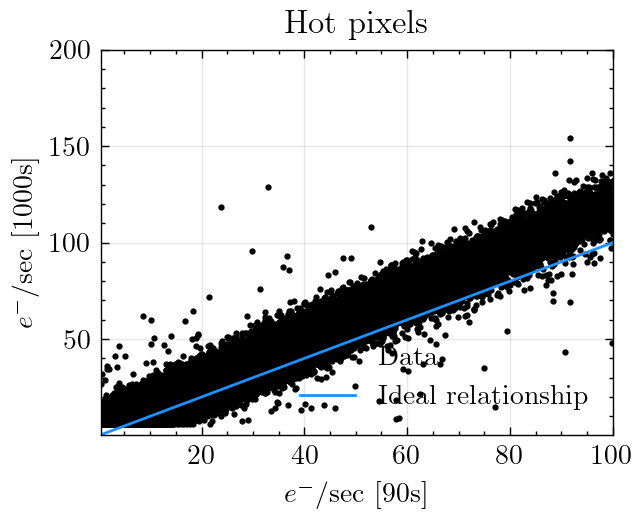 Hot pixels
200
150
100
50
e⁻/sec [1000s]
Data
Ideal relationship
20
40
60
80
100
e⁻/sec [90s]